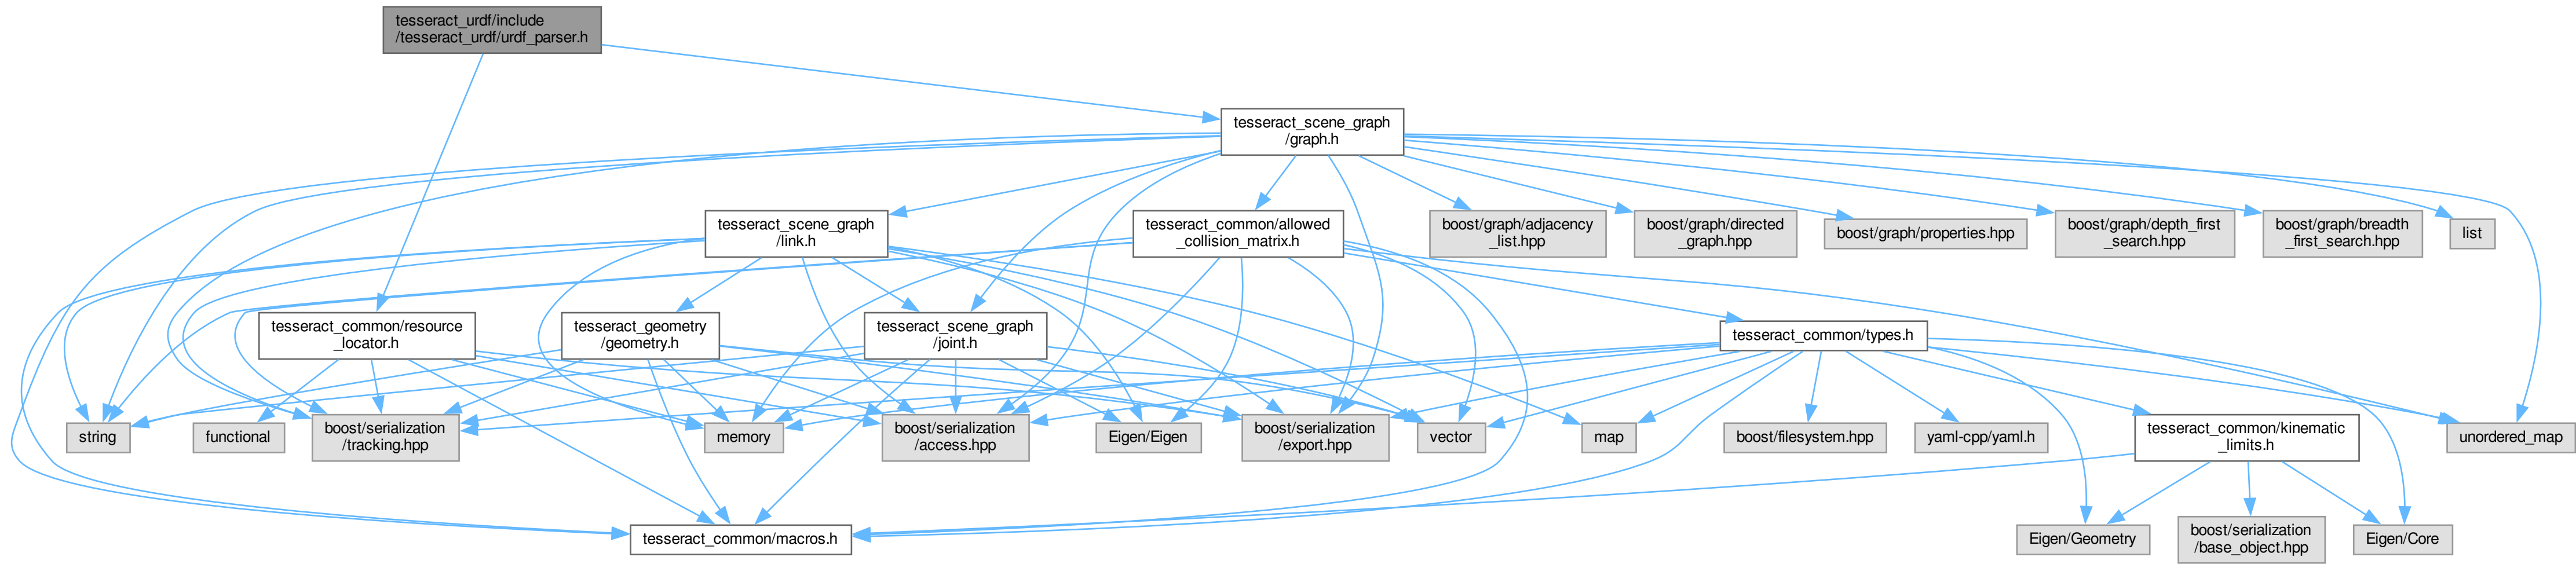 tesseract_urdf/include
/tesseract_urdf/urdf_parser.h
tesseract_scene_graph
/graph.h
tesseract_scene_graph
/link.h
tesseract_common/allowed
_collision_matrix.h
boost/graph/adjacency
_list.hpp
boost/graph/directed
_graph.hpp
boost/graph/properties.hpp
boost/graph/depth_first
_search.hpp
boost/graph/breadth
_first_search.hpp
list
tesseract_common/resource
_locator.h
tesseract_geometry
/geometry.h
tesseract_scene_graph
/joint.h
tesseract_common/types.h
string
functional
boost/serialization
/tracking.hpp
memory
boost/serialization
/access.hpp
Eigen/Eigen
boost/serialization
/export.hpp
vector
map
boost/filesystem.hpp
yaml-cpp/yaml.h
tesseract_common/kinematic
_limits.h
unordered_map
tesseract_common/macros.h
Eigen/Geometry
boost/serialization
/base_object.hpp
Eigen/Core